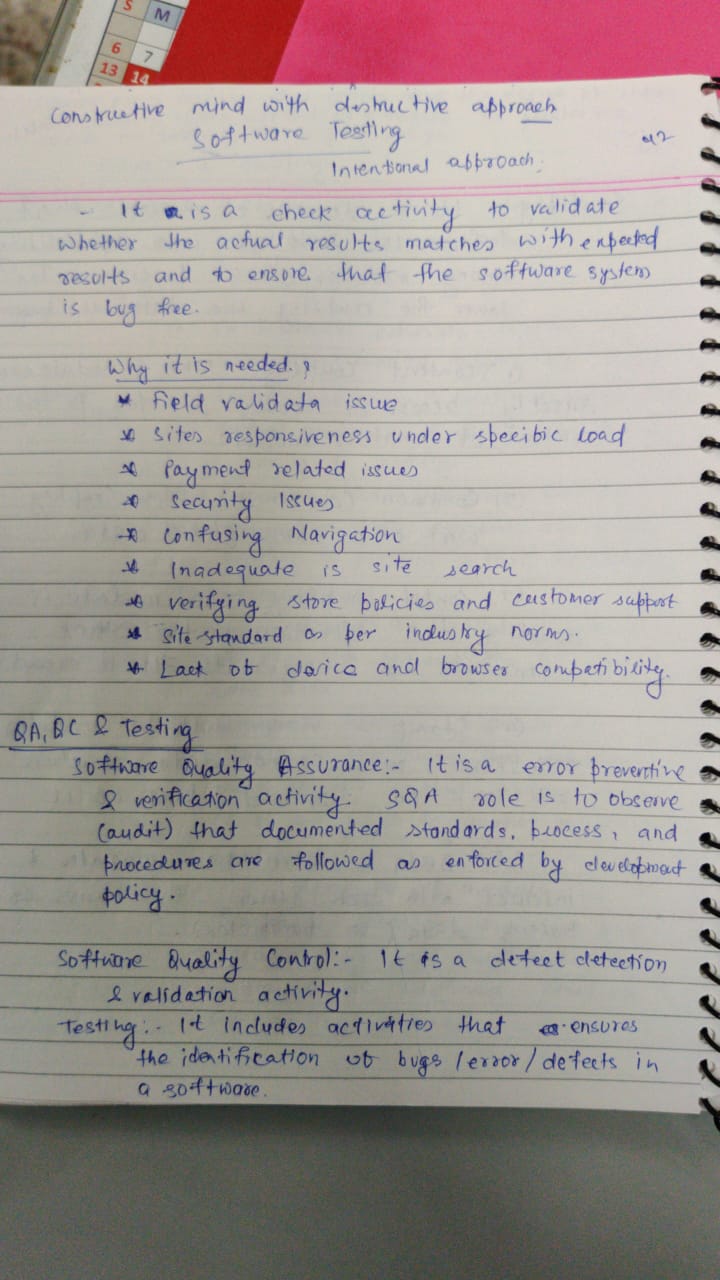 S M
6 7
13 14
Constructive mind with destructive approach
Software Testing
Intentional approach.
- It is a check activity to validate
whether the actual results matches with expected
results and to ensure that the software system
is bug free.
Why it is needed.?
* field validata issue
* Sites responsiveness under specific load
* Payment related issues
* Security Issues
* Confusing Navigation
* Inadequate is site search
* verifying store policies and customer support
* Site standard as per industry norms.
* Lack of device and browser compatibility.
QA, QC & Testing
Software Quality Assurance:- It is a error preventive
& verification activity. SQA role is to observe
(audit) that documented standards, process, and
procedures are followed as enforced by development
policy.
Software Quality Control:- It is a defect detection
& validation activity.
Testing:- It includes activities that ensures
the identification of bugs / error / defects in
a software.